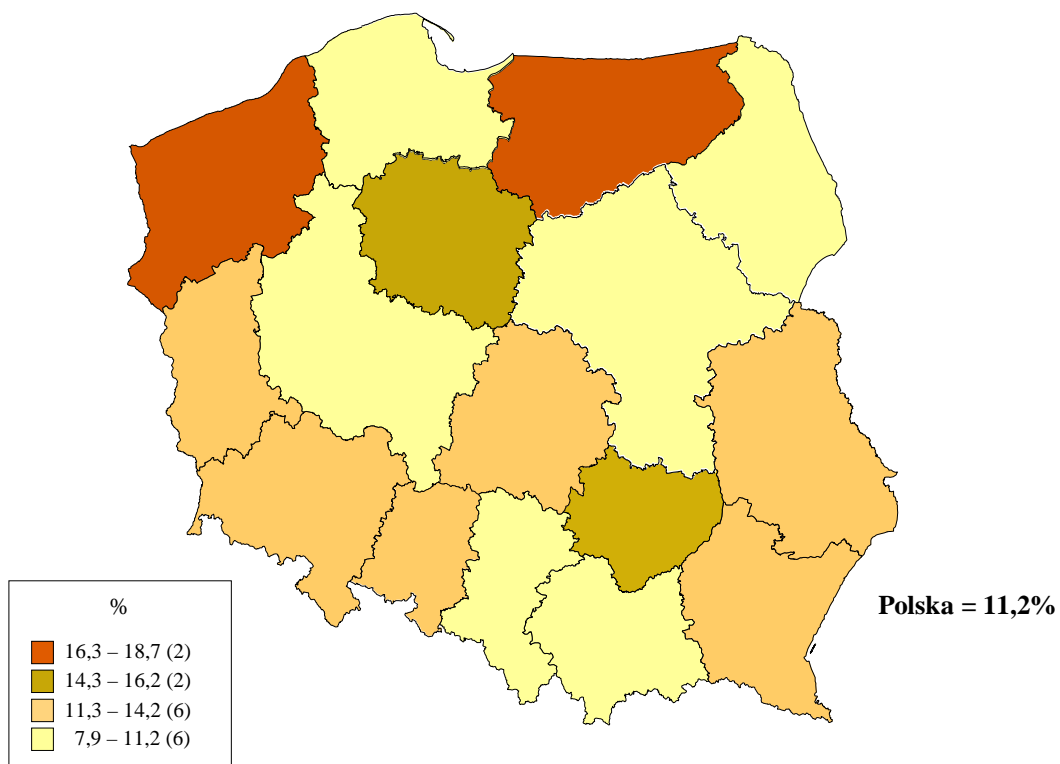 %
16,3 – 18,7 (2)
14,3 – 16,2 (2)
11,3 – 14,2 (6)
7,9 – 11,2 (6)
Polska = 11,2%